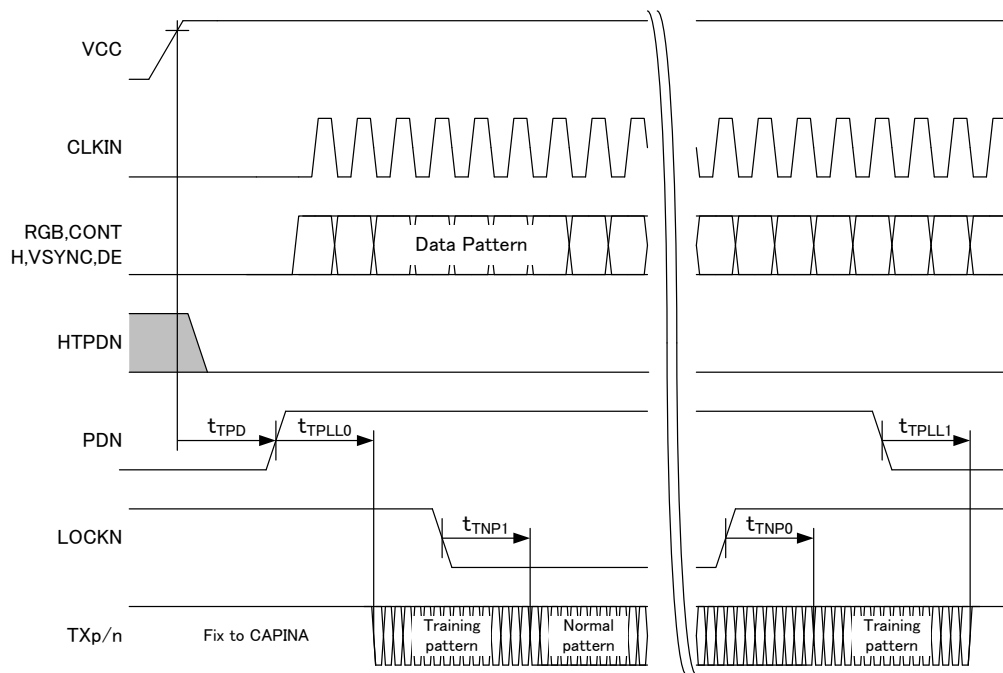 VCC
CLKIN
RGB,CONT
H,VSYNC,DE
Data Pattern
HTPDN
PDN
tTPD
tTPLL0
tTPLL1
LOCKN
tTNP1
tTNP0
TXp/n
Fix to CAPINA
Training
pattern
Normal
pattern
Training
pattern